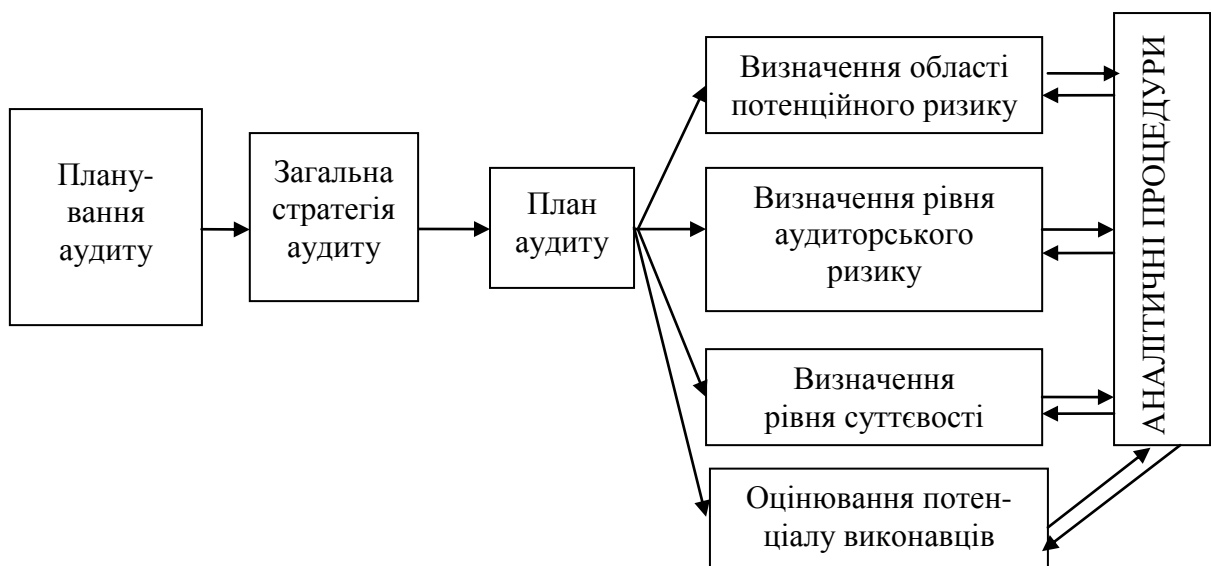 Плану-
вання
аудиту
Загальна
стратегія
аудиту
План
аудиту
Визначення області
потенційного ризику
Визначення рівня
аудиторського
ризику
Визначення
рівня суттєвості
Оцінювання потен-
ціалу виконавців
АНАЛІТИЧНІ ПРОЦЕДУРИ